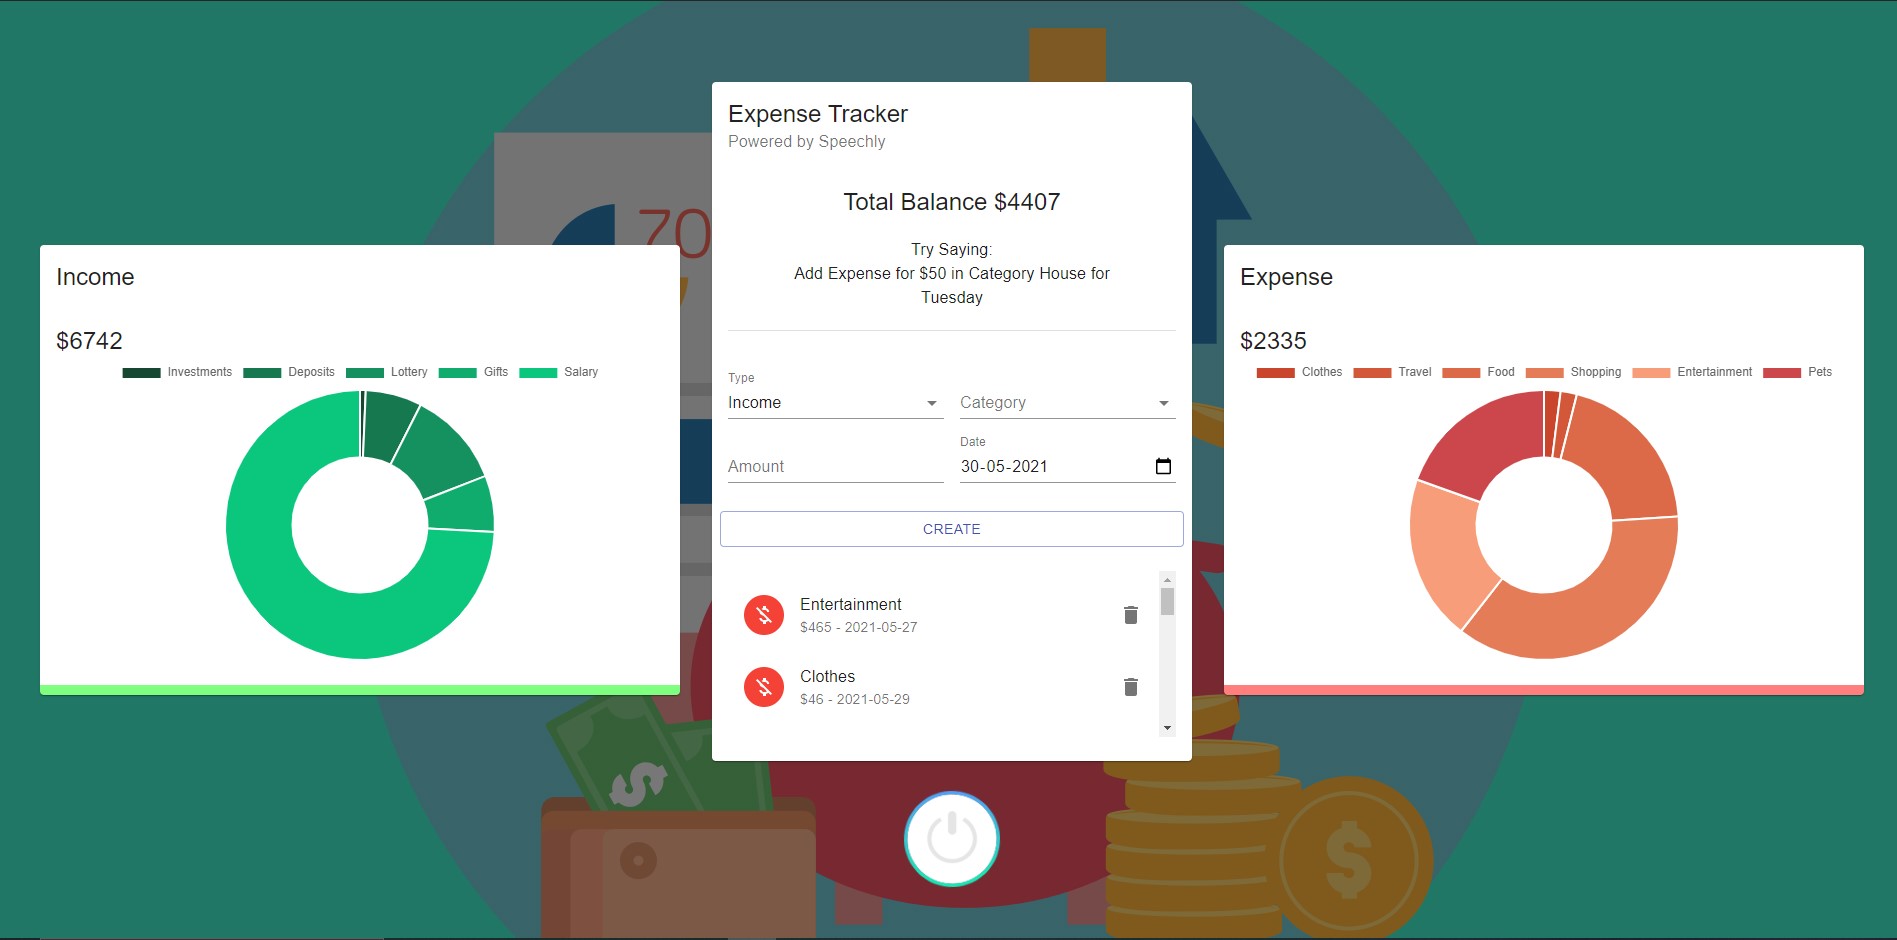 Expense Tracker
Powered by Speechly
Total Balance $4407
Try Saying:
Add Expense for $50 in Category House for
Tuesday
Type
Income
Category
Amount
Date
30-05-2021
CREATE
Entertainment
$465 - 2021-05-27
Clothes
$46 - 2021-05-29
70
Income
$6742
Investments Deposits Lottery Gifts Salary
Expense
$2335
Clothes Travel Food Shopping Entertainment Pets
$
$